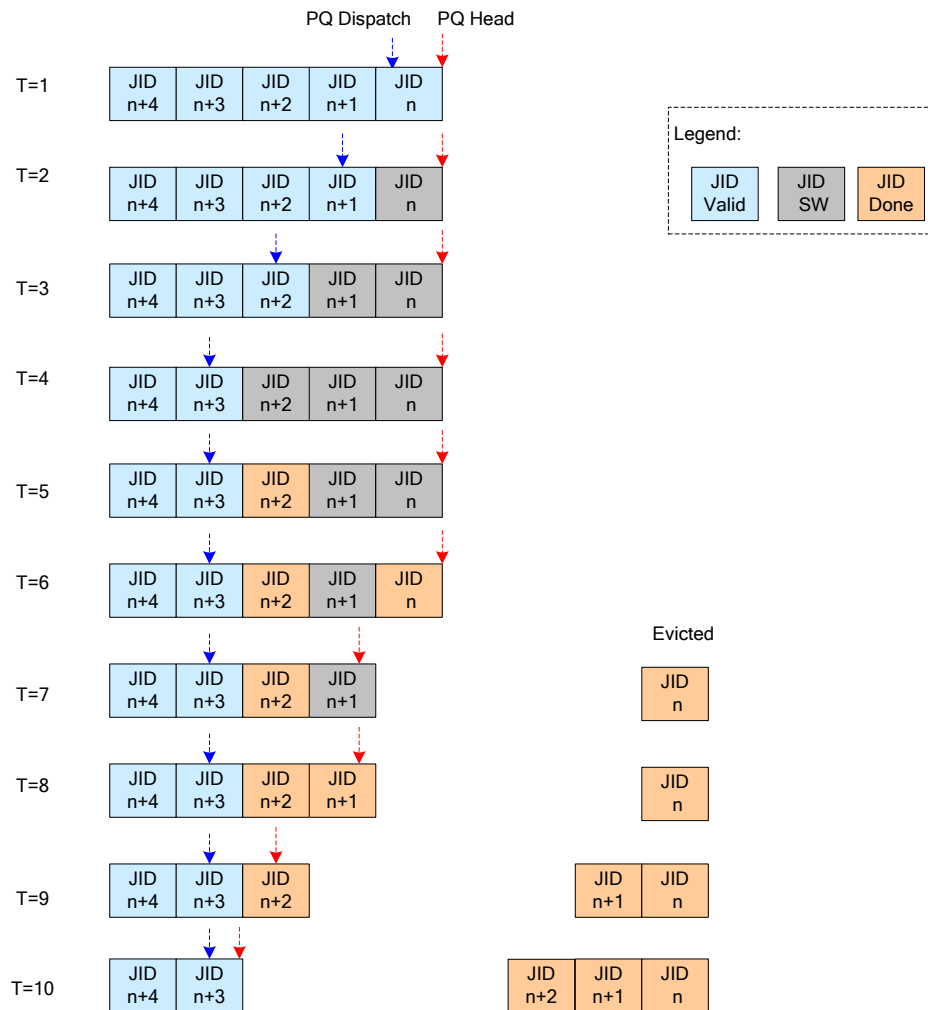 PQ Dispatch PQ Head
T=1
JID JID JID JID JID
n+4 n+3 n+2 n+1 n
Legend:
JID JID JID
Valid SW Done
T=2
JID JID JID JID JID
n+4 n+3 n+2 n+1 n
T=3
JID JID JID JID JID
n+4 n+3 n+2 n+1 n
T=4
JID JID JID JID JID
n+4 n+3 n+2 n+1 n
T=5
JID JID JID JID JID
n+4 n+3 n+2 n+1 n
T=6
JID JID JID JID JID
n+4 n+3 n+2 n+1 n
Evicted
T=7
JID JID JID JID JID
n+4 n+3 n+2 n+1 n
T=8
JID JID JID JID JID
n+4 n+3 n+2 n+1 n
T=9
JID JID JID JID JID
n+4 n+3 n+2 n+1 n
T=10
JID JID JID JID JID
n+4 n+3 n+2 n+1 n